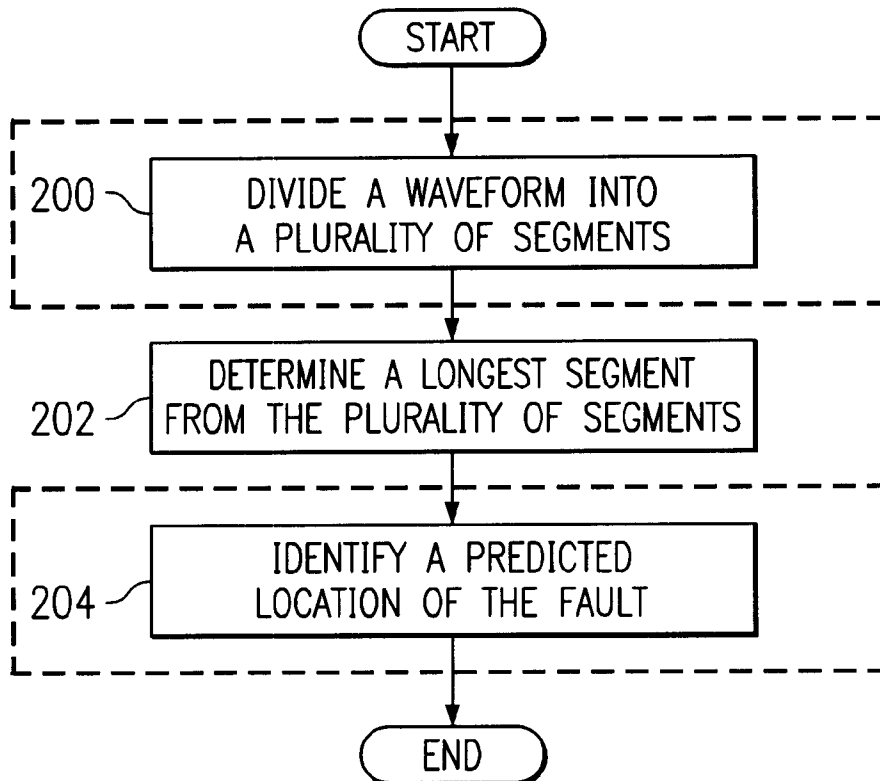 START
200
DIVIDE A WAVEFORM INTO
A PLURALITY OF SEGMENTS
202
DETERMINE A LONGEST SEGMENT
FROM THE PLURALITY OF SEGMENTS
204
IDENTIFY A PREDICTED
LOCATION OF THE FAULT
END